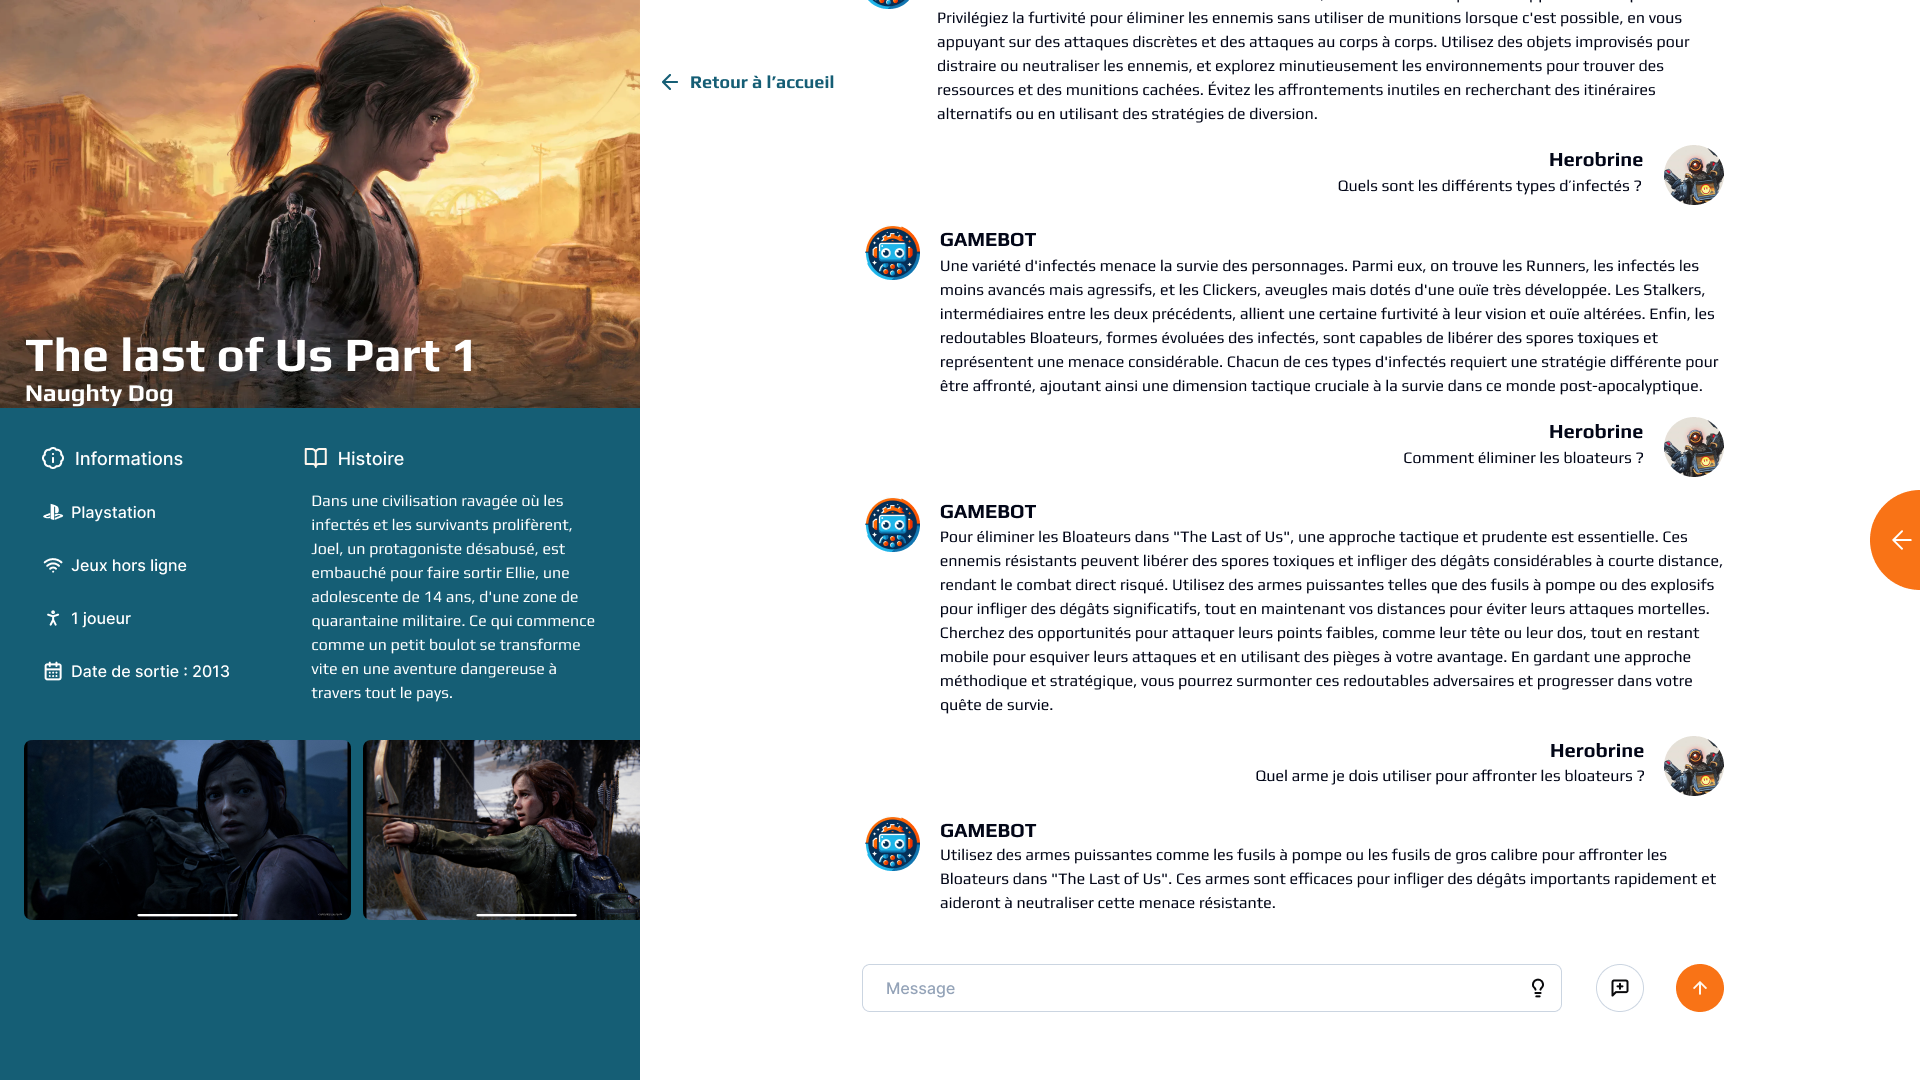 The last of Us Part 1
Naughty Dog
Informations
Playstation
Jeux hors ligne
1 joueur
Date de sortie : 2013
Histoire
Dans une civilisation ravagée où les
infectés et les survivants prolifèrent,
Joel, un protagoniste désabusé, est
embauché pour faire sortir Ellie, une
adolescente de 14 ans, d'une zone de
quarantaine militaire. Ce qui commence
comme un petit boulot se transforme
vite en une aventure dangereuse à
travers tout le pays.
Retour à l’accueil
Privilégiez la furtivité pour éliminer les ennemis sans utiliser de munitions lorsque c'est possible, en vous
appuyant sur des attaques discrètes et des attaques au corps à corps. Utilisez des objets improvisés pour
distraire ou neutraliser les ennemis, et explorez minutieusement les environnements pour trouver des
ressources et des munitions cachées. Évitez les affrontements inutiles en recherchant des itinéraires
alternatifs ou en utilisant des stratégies de diversion.
Herobrine
Quels sont les différents types d’infectés ?
GAMEBOT
Une variété d'infectés menace la survie des personnages. Parmi eux, on trouve les Runners, les infectés les
moins avancés mais agressifs, et les Clickers, aveugles mais dotés d'une ouïe très développée. Les Stalkers,
intermédiaires entre les deux précédents, allient une certaine furtivité à leur vision et ouïe altérées. Enfin, les
redoutables Bloateurs, formes évoluées des infectés, sont capables de libérer des spores toxiques et
représentent une menace considérable. Chacun de ces types d'infectés requiert une stratégie différente pour
être affronté, ajoutant ainsi une dimension tactique cruciale à la survie dans ce monde post-apocalyptique.
Herobrine
Comment éliminer les bloateurs ?
GAMEBOT
Pour éliminer les Bloateurs dans "The Last of Us", une approche tactique et prudente est essentielle. Ces
ennemis résistants peuvent libérer des spores toxiques et infliger des dégâts considérables à courte distance,
rendant le combat direct risqué. Utilisez des armes puissantes telles que des fusils à pompe ou des explosifs
pour infliger des dégâts significatifs, tout en maintenant vos distances pour éviter leurs attaques mortelles.
Cherchez des opportunités pour attaquer leurs points faibles, comme leur tête ou leur dos, tout en restant
mobile pour esquiver leurs attaques et en utilisant des pièges à votre avantage. En gardant une approche
méthodique et stratégique, vous pourrez surmonter ces redoutables adversaires et progresser dans votre
quête de survie.
Herobrine
Quel arme je dois utiliser pour affronter les bloateurs ?
GAMEBOT
Utilisez des armes puissantes comme les fusils à pompe ou les fusils de gros calibre pour affronter les
Bloateurs dans "The Last of Us". Ces armes sont efficaces pour infliger des dégâts importants rapidement et
aideront à neutraliser cette menace résistante.
Message